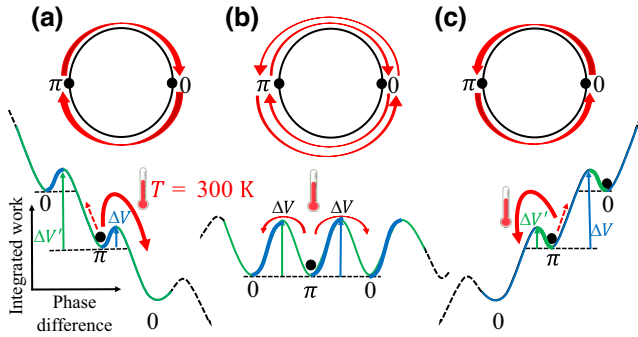 (a)
(b)
(c)
π 0
π 0
π 0
T = 300 K
0
ΔV'
ΔV
π
0
Integrated work
Phase
difference
ΔV ΔV
0 π 0
ΔV'
ΔV
0
π
0